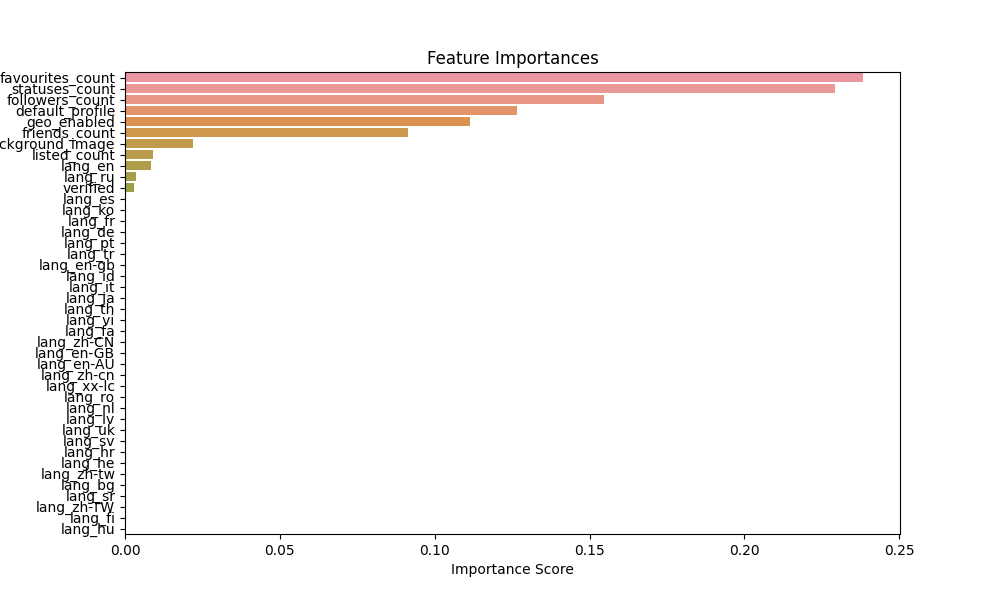 Feature Importances
favourites_count
statuses_count
followers_count
default_profile
geo_enabled
friends_count
ckground_image
listed_count
lang_en
lang_ru
verified
lang_es
lang_ko
lang_fr
lang_de
lang_pt
lang_tr
lang_en-gb
lang_id
lang_it
lang_ja
lang_th
lang_yi
lang_fa
lang_zh-CN
lang_en-GB
lang_en-AU
lang_zh-cn
lang_xx-lc
lang_ro
lang_nl
lang_lv
lang_uk
lang_sv
lang_hr
lang_he
lang_zh-tw
lang_bg
lang_sr
lang_zh-TW
lang_fi
lang_hu
0.00 0.05 0.10 0.15 0.20 0.25
Importance Score